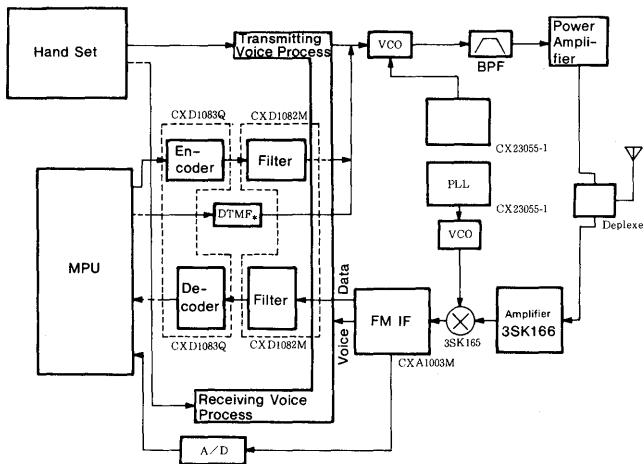 Hand Set
Transmitting
Voice Process
VCO
BPF
Power
Ampli-
fier
CXD1083Q
CXD1082M
En-
coder
Filter
CX23055-1
PLL
CX23055-1
DTMF*
VCO
Deplexe
MPU
De-
coder
Filter
Data
Voice
FM IF
3SK165
Amplifier
3SK166
CXD1083Q
CXD1082M
CXA1003M
Receiving Voice
Process
A/D